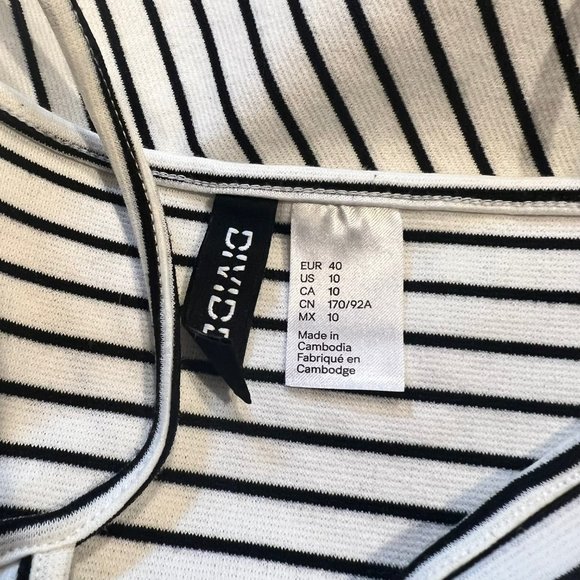 DIVIDED
EUR 40
US 10
CA 10
CN 170/92A
MX 10
Made in
Cambodia
Fabriqué en
Cambodge